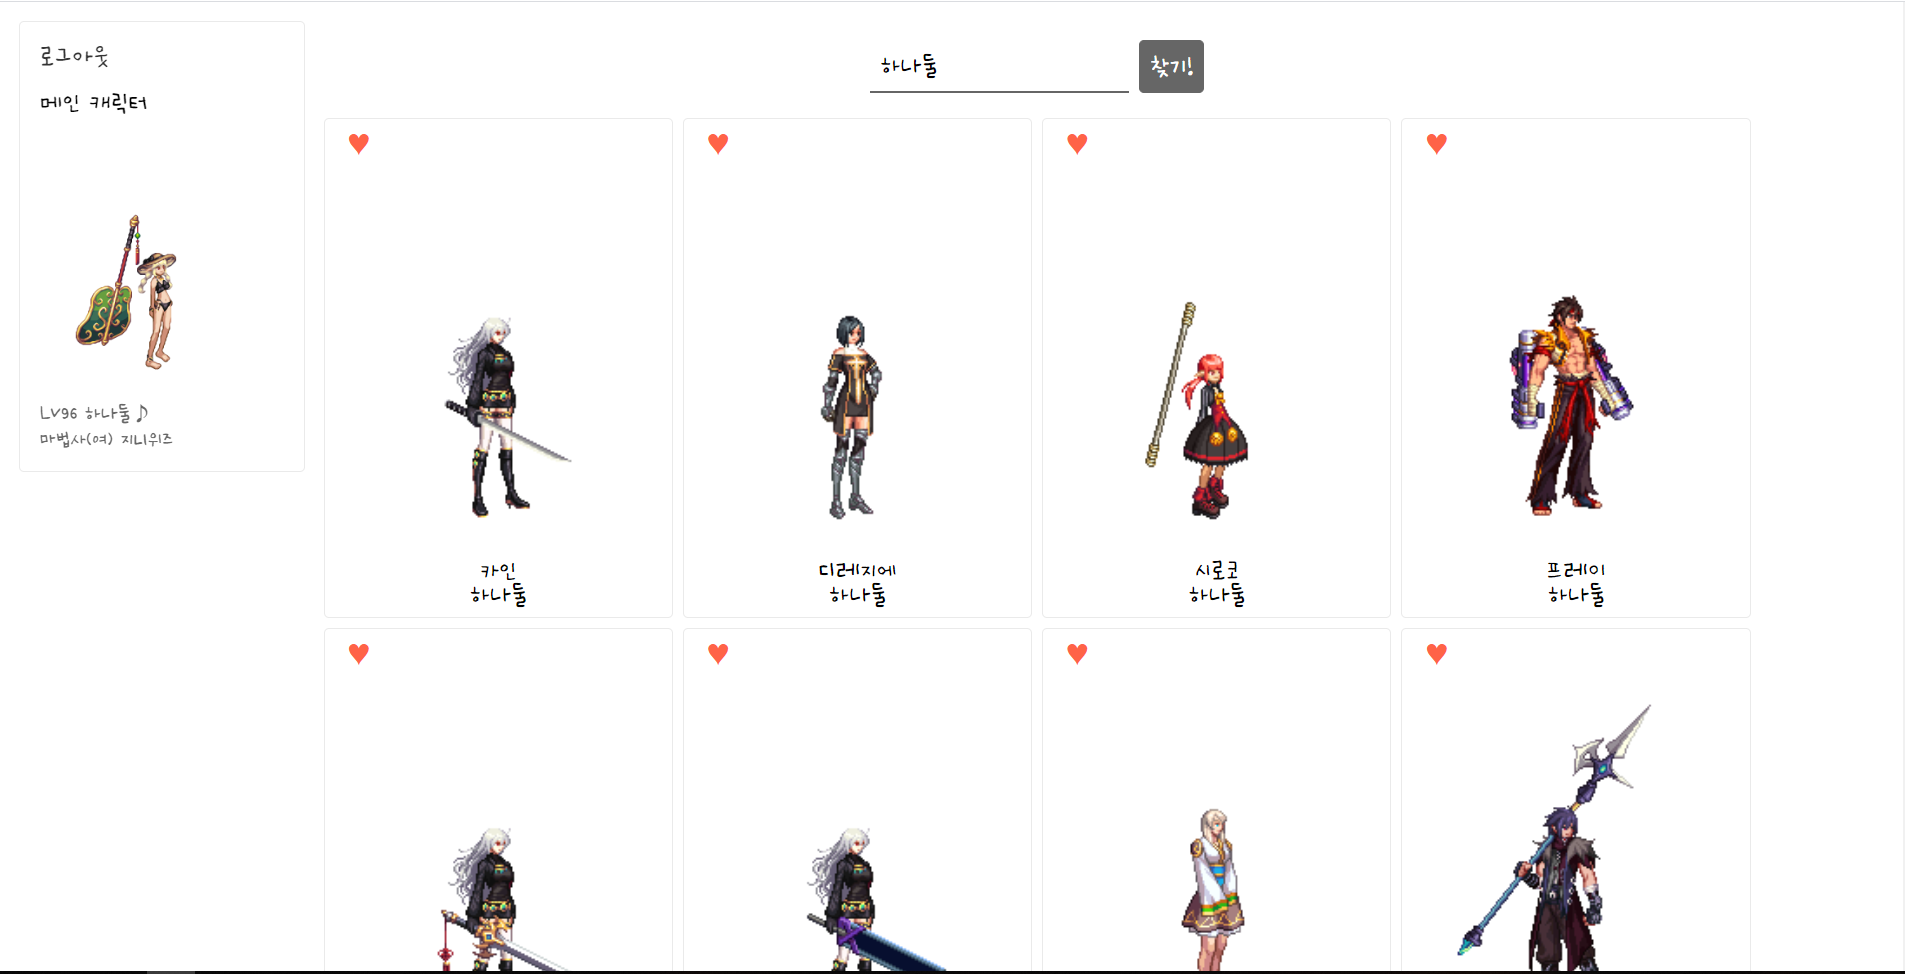 로그아웃
메인 캐릭터
LV96 하나둘♪
마법사(여) 지니위즈
하나둘
찾기!
카인
하나둘
디레지에
하나둘
시로코
하나둘
프레이
하나둘